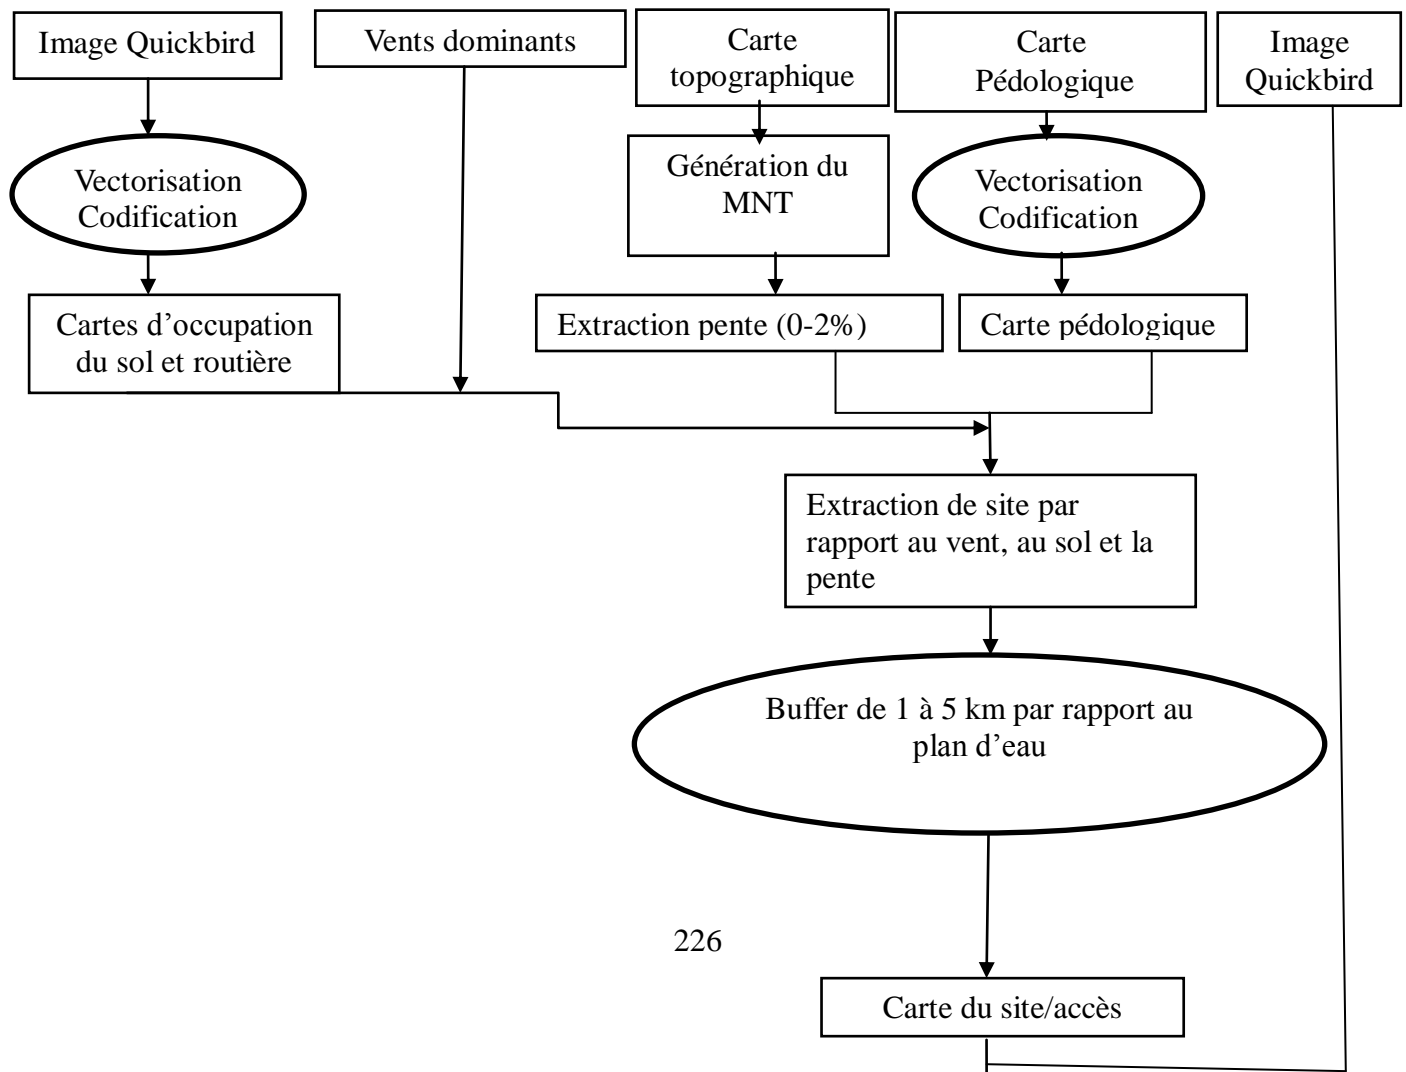 Image Quickbird
Vents dominants
Carte
topographique
Carte
Pédologique
Image
Quickbird
Vectorisation
Codification
Génération du
MNT
Vectorisation
Codification
Cartes d’occupation
du sol et routière
Extraction pente (0-2%)
Carte pédologique
Extraction de site par
rapport au vent, au sol et la
pente
Buffer de 1 à 5 km par rapport au
plan d’eau
226
Carte du site/accès